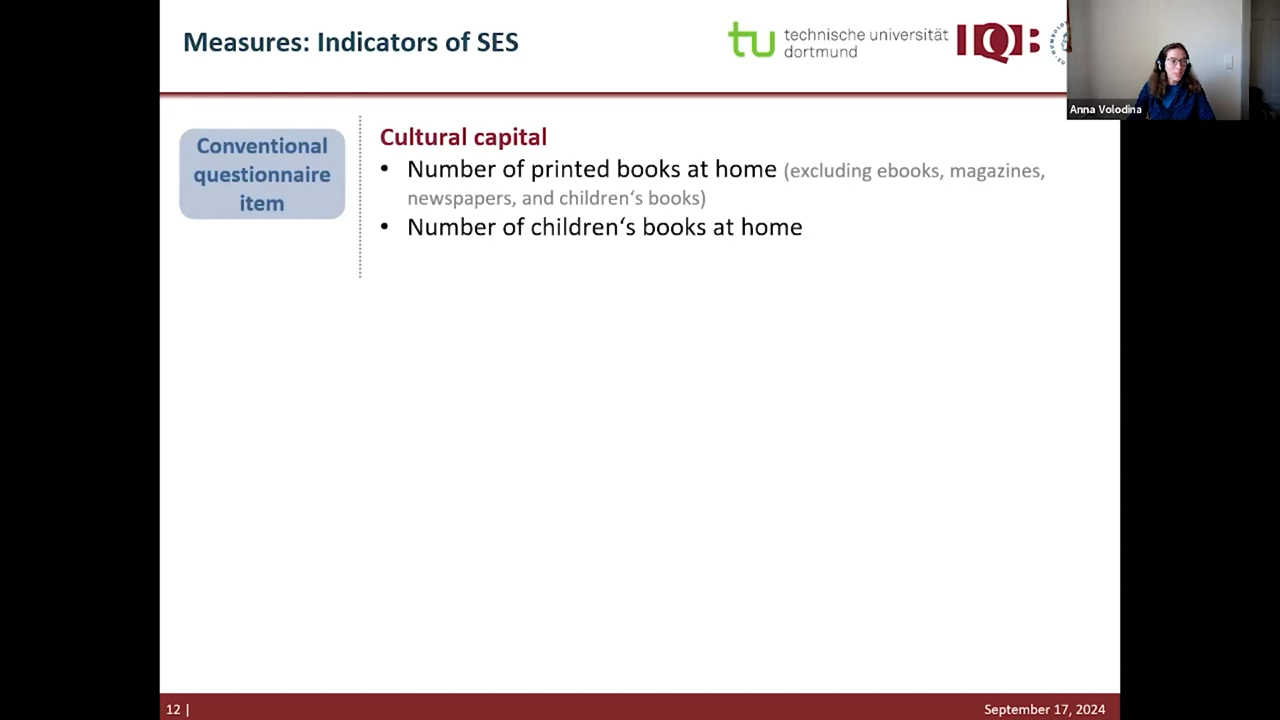 Measures: Indicators of SES
tu technische universität
dortmund
IQB
Anna Volodina
Conventional
questionnaire
item
Cultural capital
• Number of printed books at home (excluding ebooks, magazines,
newspapers, and children‘s books)
• Number of children‘s books at home
12 |
September 17, 2024